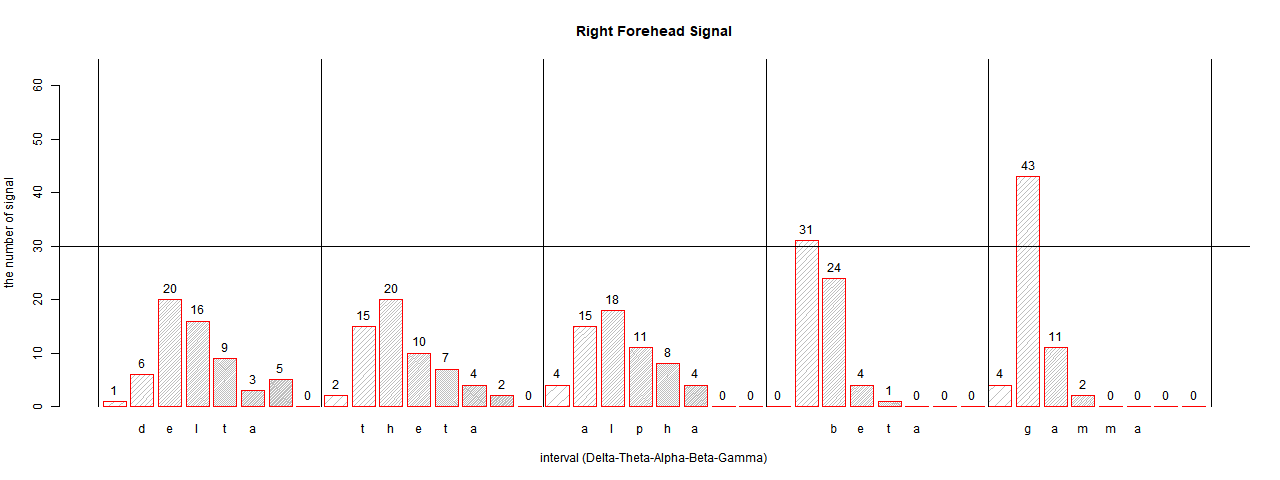 Right Forehead Signal
the number of signal
60
50
40
30
20
10
0
1 6 20 16 9 3 5 0
2 15 20 10 7 4 2 0
4 15 18 11 8 4 0 0
0 31 24 4 1 0 0 0
4 43 11 2 0 0 0 0
d e l t a t h e t a a l p h a b e t a g a m m a
interval (Delta-Theta-Alpha-Beta-Gamma)